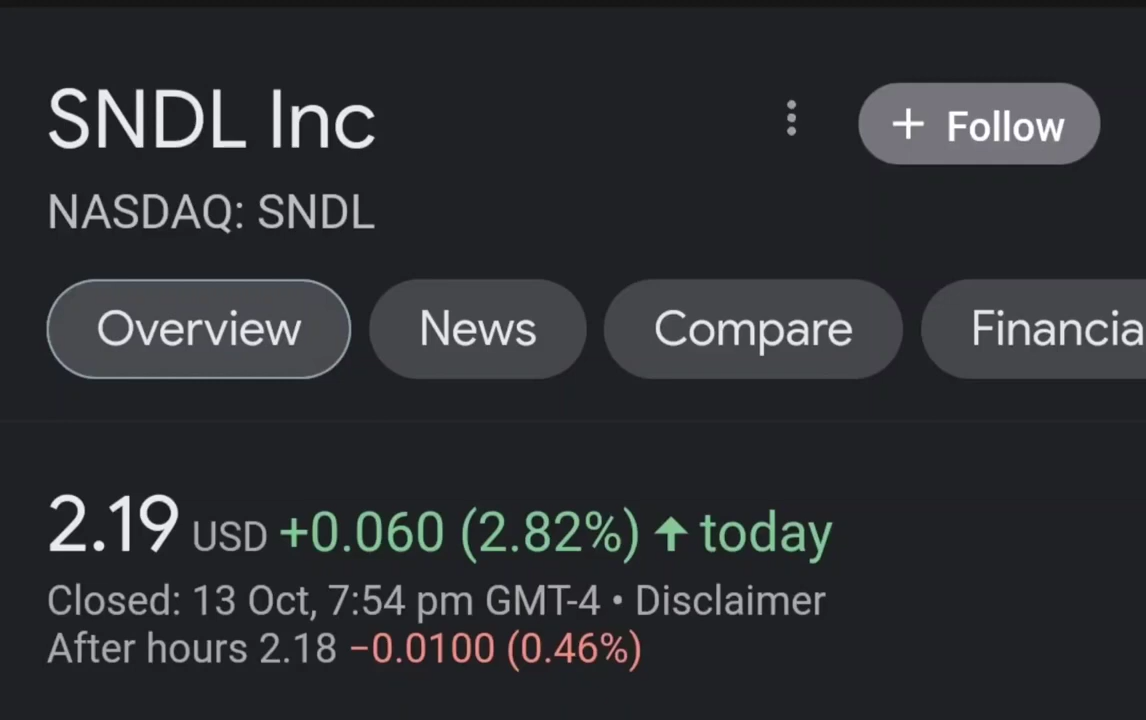 SNDL Inc
+ Follow
NASDAQ: SNDL
Overview News Compare Financia
2.19 USD +0.060 (2.82%) ↑ today
Closed: 13 Oct, 7:54 pm GMT-4 • Disclaimer
After hours 2.18 −0.0100 (0.46%)